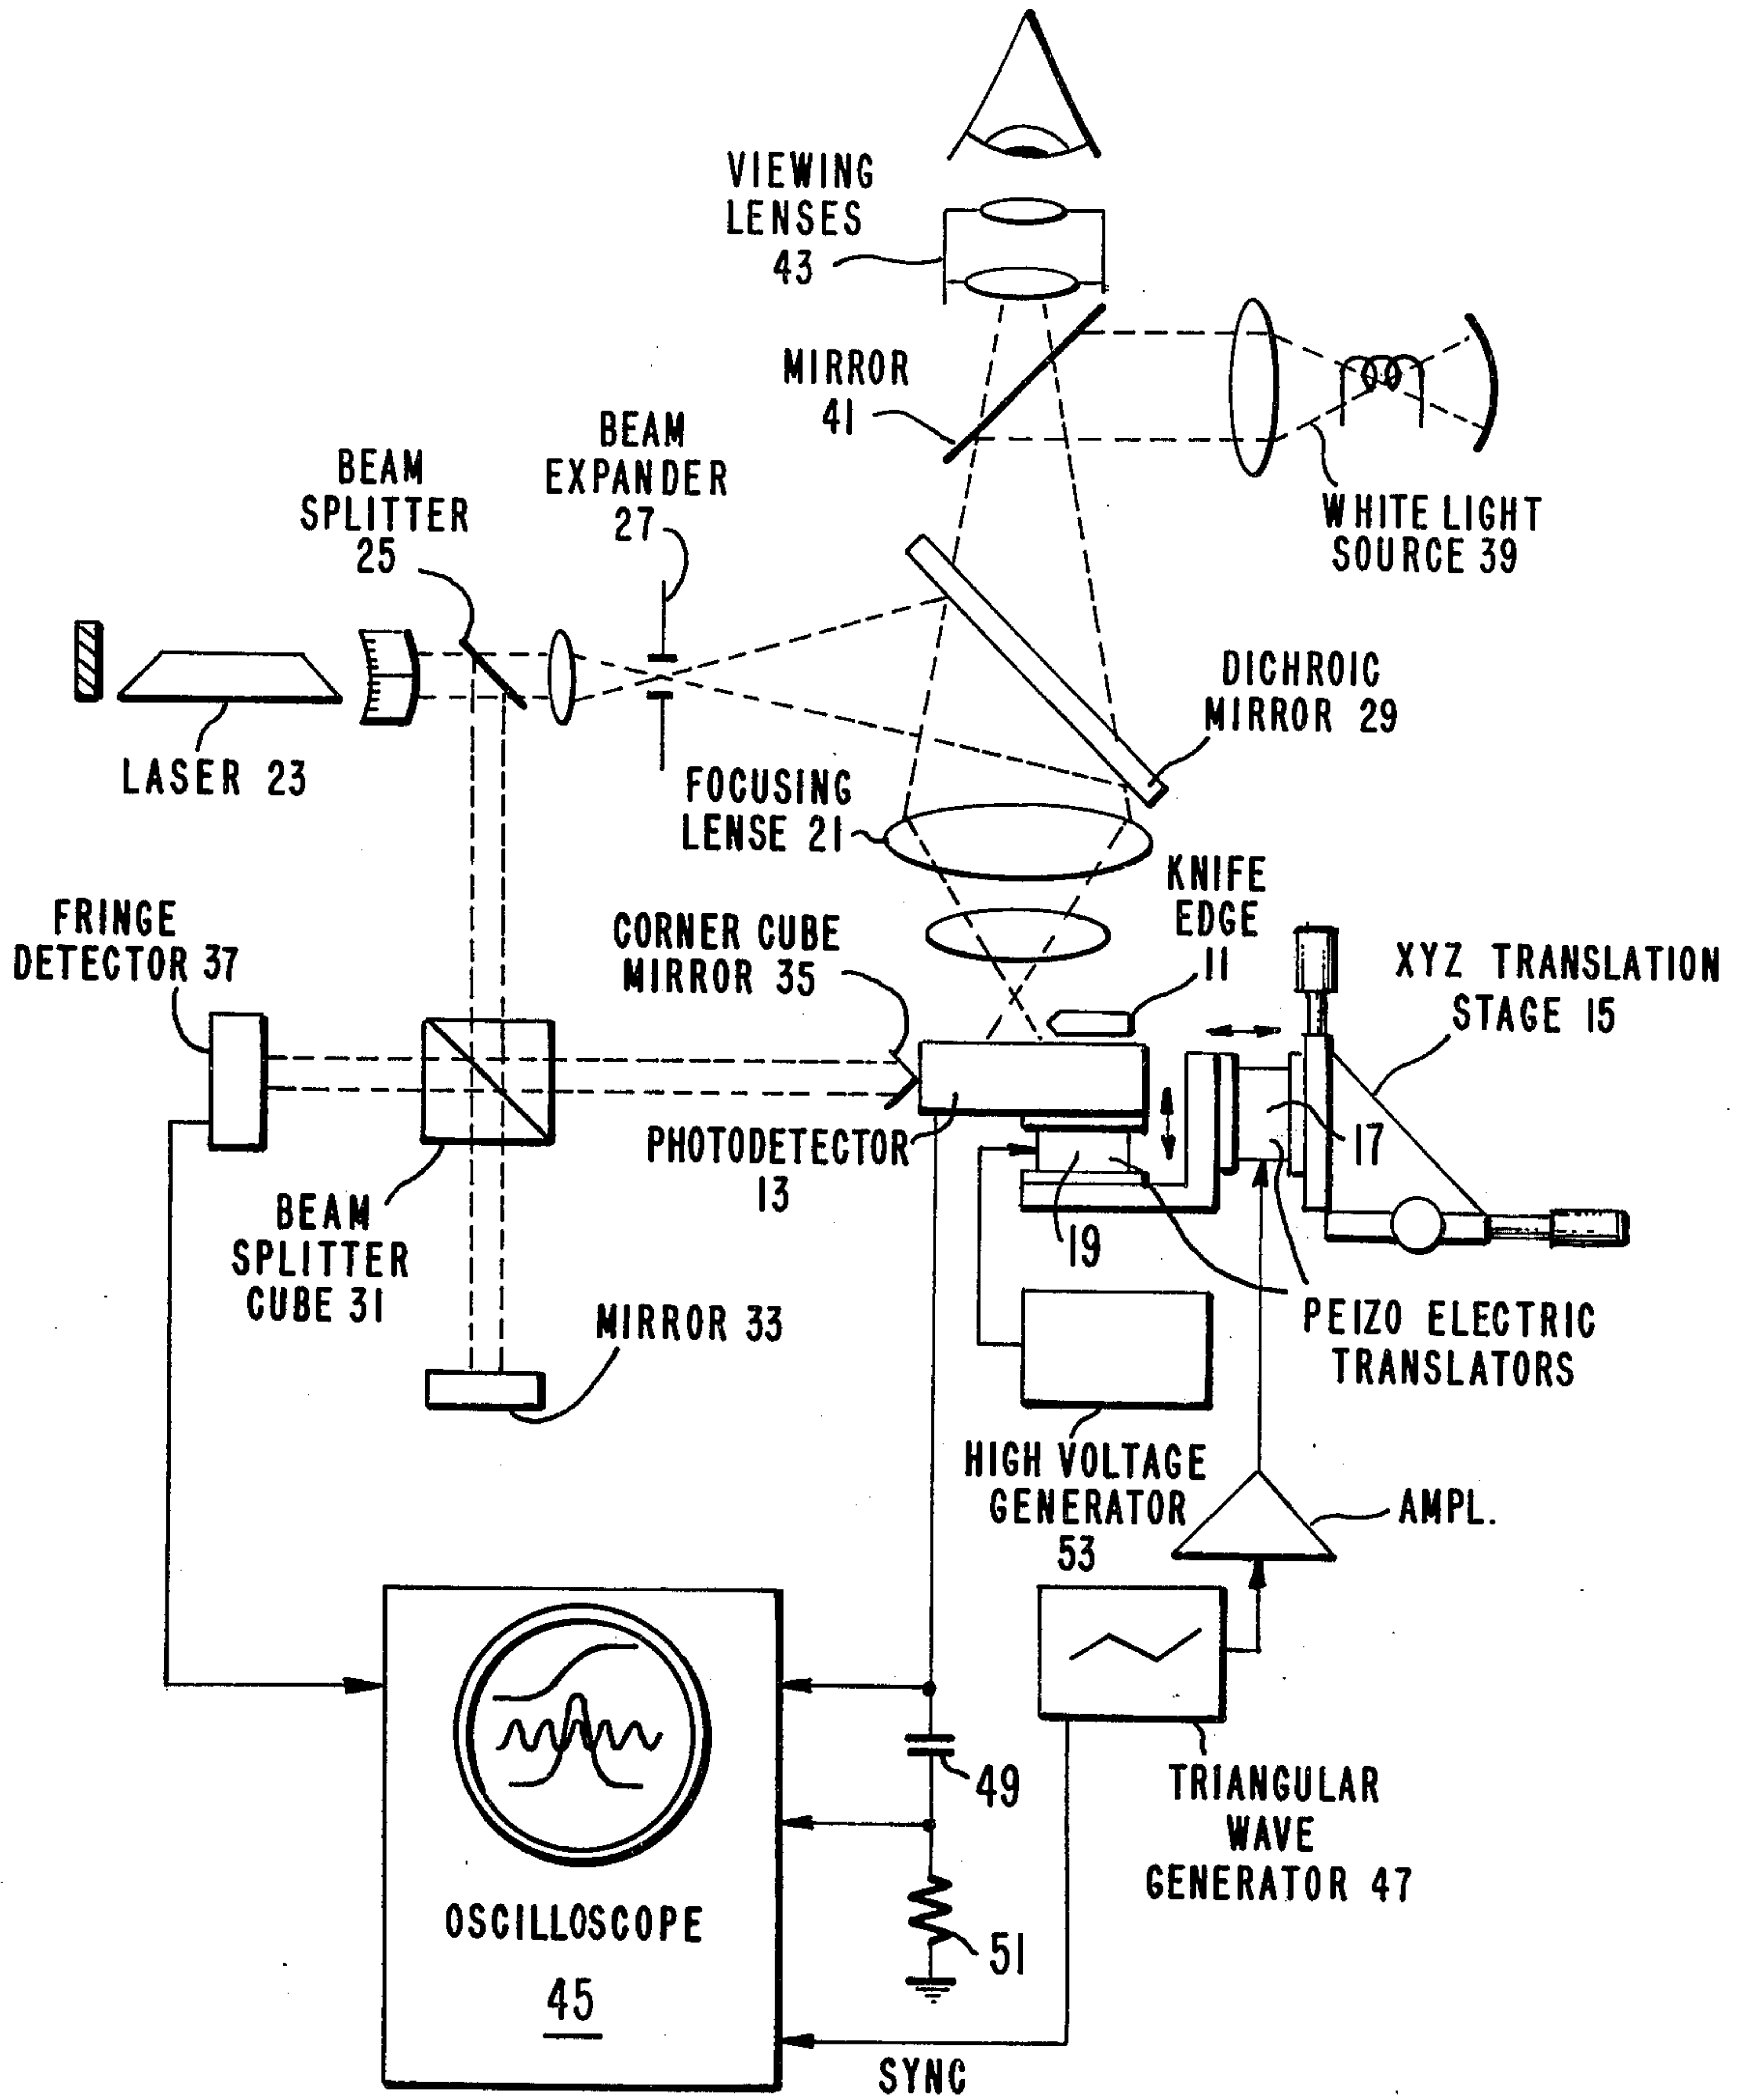 VIEWING
LENSES
43
MIRROR
41
BEAM
EXPANDER
27
BEAM
SPLITTER
25
WHITE LIGHT
SOURCE 39
LASER 23
DICHROIC
MIRROR 29
FOCUSING
LENSE 21
KNIFE
EDGE
11
FRINGE
DETECTOR 37
CORNER CUBE
MIRROR 35
XYZ TRANSLATION
STAGE 15
PHOTODETECTOR
13
17
19
BEAM
SPLITTER
CUBE 31
MIRROR 33
PEIZO ELECTRIC
TRANSLATORS
HIGH VOLTAGE
GENERATOR
53
AMPL.
49
TRIANGULAR
WAVE
GENERATOR 47
OSCILLOSCOPE
45
51
SYNC